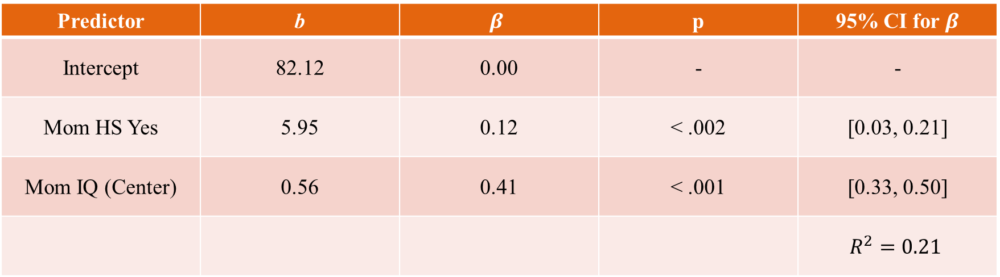 Predictor b β p 95% CI for β
Intercept 82.12 0.00 - -
Mom HS Yes 5.95 0.12 < .002 [0.03, 0.21]
Mom IQ (Center) 0.56 0.41 < .001 [0.33, 0.50]
R² = 0.21